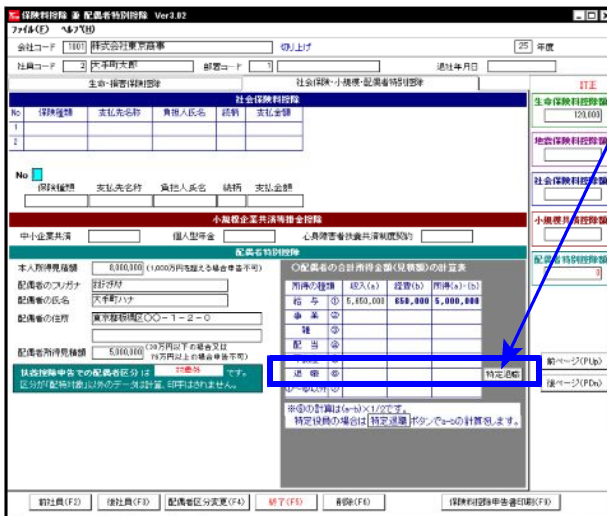 保険料控除 兼 配偶者特別控除 Ver3.02
ファイル(F) ヘルプ(H)
会社コード 1001 株式会社東京商事 切り上げ 25 年度
社員コード 2 大手町太郎 部署コード 1 退社年月日
生命・損害保険控除 社会保険・小規模・配偶者特別控除 訂正
社会保険料控除
No 保険種類 支払先名称 負担人氏名 続柄 支払金額
1
2
No
保険種類 支払先名称 負担人氏名 続柄 支払金額
小規模企業共済等掛金控除
中小企業共済 個人型年金 心身障害者扶養共済制度契約
配偶者特別控除
本人所得見積額 8,000,000 (1,000万円を超える場合申告不可)
配偶者のフリガナ
配偶者の氏名 大手町ハナ
配偶者の住所 東京都板橋区〇〇-1-2-0
配偶者所得見積額 5,000,000 (38万円以下の場合又は
76万円以上の場合申告不可)
扶養控除申告での配偶者区分は 対象外 です。
区分が「配特対象」以外のデータは計算、印字はされません。
〇配偶者の合計所得金額(見積額)の計算表
所得の種類 収入(a) 経費(b) 所得(a)-(b)
給与 ① 5,650,000 650,000 5,000,000
事業 ②
雑 ③
配当 ④
退職 ⑥ 特定退職
※⑥の計算は(a-b)×1/2です。
特定役員の場合は 特定退職 ボタンでa-bの計算をします。
生命保険料控除額
120,000
地震保険料控除額
社会保険料控除額
小規模共済控除額
配偶者特別控除額
0
前ページ(PUp)
後ページ(PDn)
前社員(F2) 後社員(F3) 配偶者区分変更(F4) 終了(F5) 削除(F6) 保険料控除申告書印刷(F9)